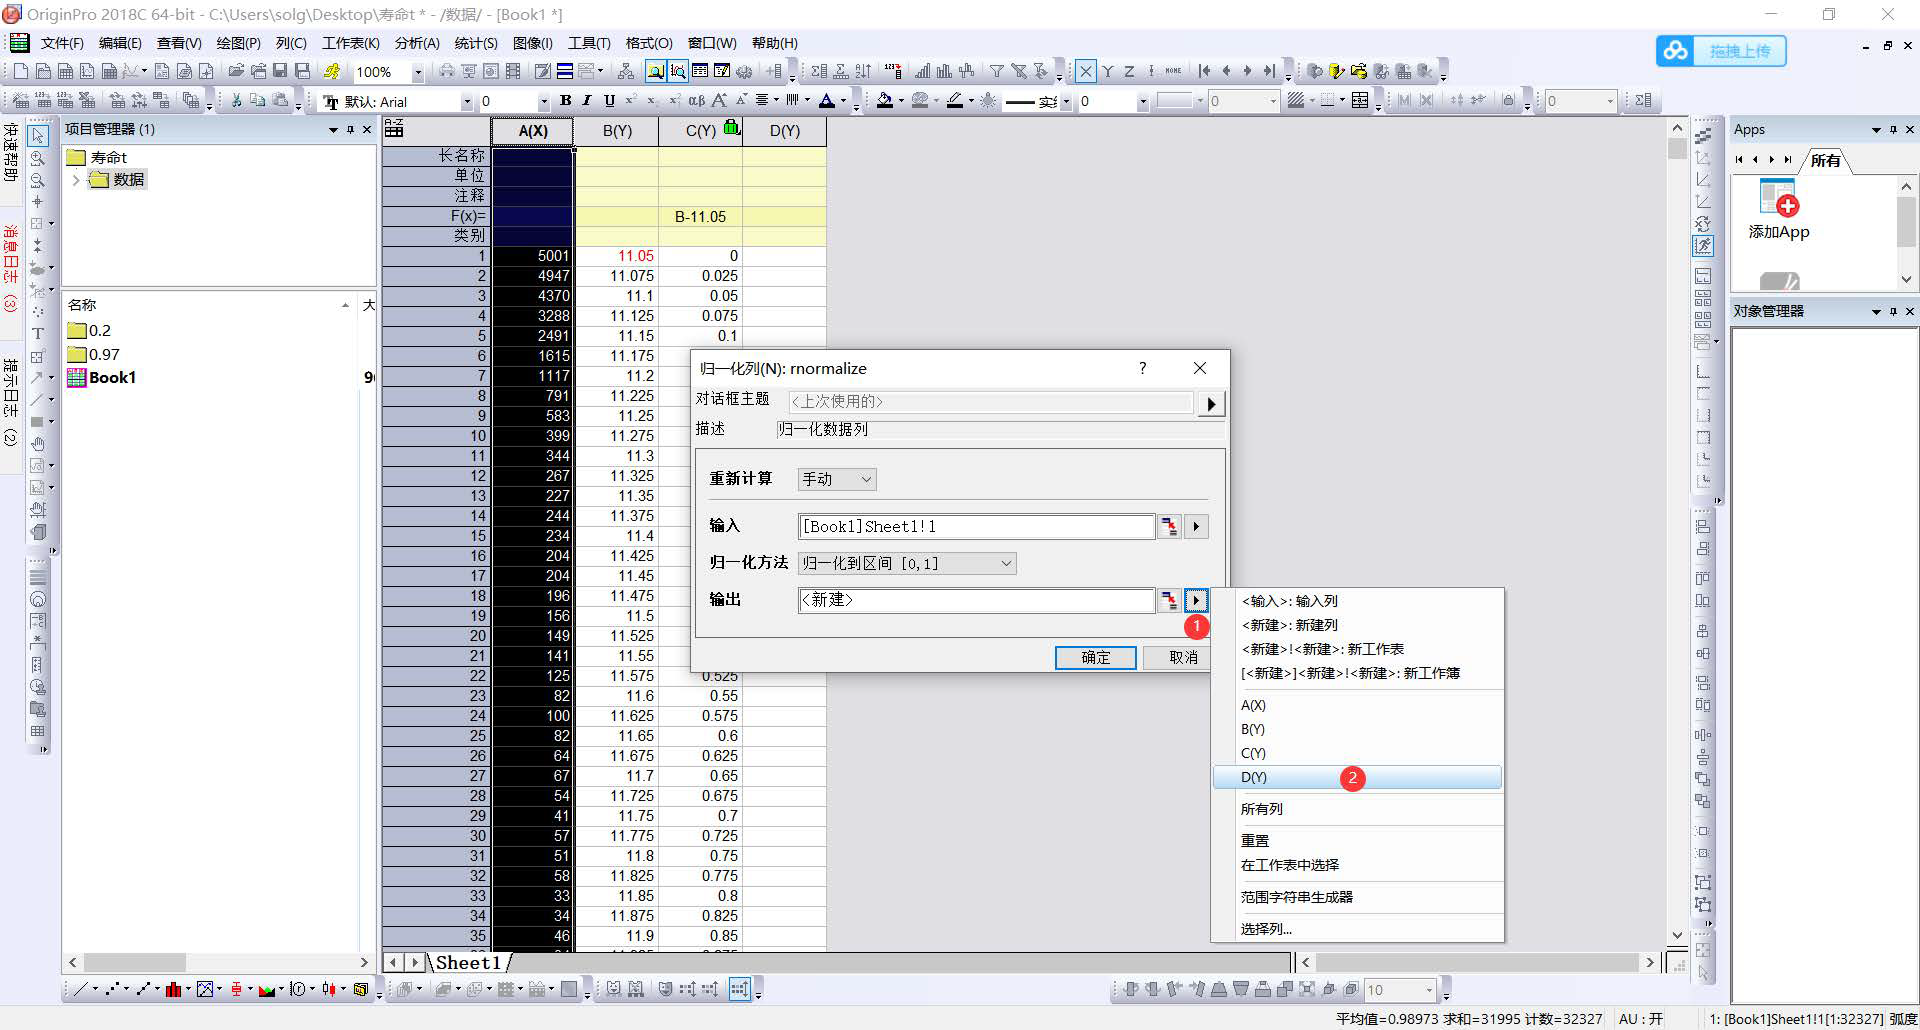 OriginPro 2018C 64-bit - C:\Users\solg\Desktop\寿命t * - /数据/ - [Book1 *]
文件(F) 编辑(E) 查看(V) 绘图(P) 列(C) 工作表(K) 分析(A) 统计(S) 图像(I) 工具(T) 格式(O) 窗口(W) 帮助(H)
拖拽上传
100%
默认: Arial 0 B I U 0 0 0
快速帮助
消息日志 (3)
提示日志 (2)
项目管理器 (1)
寿命t
数据
名称 大
0.2
0.97
Book1
A(X) B(Y) C(Y) D(Y)
长名称
单位
注释
F(x)= B-11.05
类别
1 5001 11.05 0
2 4947 11.075 0.025
3 4370 11.1 0.05
4 3288 11.125 0.075
5 2491 11.15 0.1
6 1615 11.175
7 1117 11.2
8 791 11.225
9 583 11.25
10 399 11.275
11 344 11.3
12 267 11.325
13 227 11.35
14 244 11.375
15 234 11.4
16 204 11.425
17 204 11.45
18 196 11.475
19 156 11.5
20 149 11.525
21 141 11.55
22 125 11.575 0.525
23 82 11.6 0.55
24 100 11.625 0.575
25 82 11.65 0.6
26 64 11.675 0.625
27 67 11.7 0.65
28 54 11.725 0.675
29 41 11.75 0.7
30 57 11.775 0.725
31 51 11.8 0.75
32 58 11.825 0.775
33 33 11.85 0.8
34 34 11.875 0.825
35 46 11.9 0.85
Sheet1
归一化列(N): rnormalize
对话框主题 <上次使用的>
描述 归一化数据列
重新计算 手动
输入 [Book1]Sheet1!1
归一化方法 归一化到区间 [0,1]
输出 <新建>
1
确定 取消
<输入>: 输入列
<新建>: 新建列
<新建>!<新建>: 新工作表
[<新建>]<新建>!<新建>: 新工作簿
A(X)
B(Y)
C(Y)
D(Y) 2
所有列
重置
在工作表中选择
范围字符串生成器
选择列...
Apps
所有
添加App
对象管理器
10
平均值=0.98973 求和=31995 计数=32327 AU : 开 1: [Book1]Sheet1!1[1:32327] 弧度